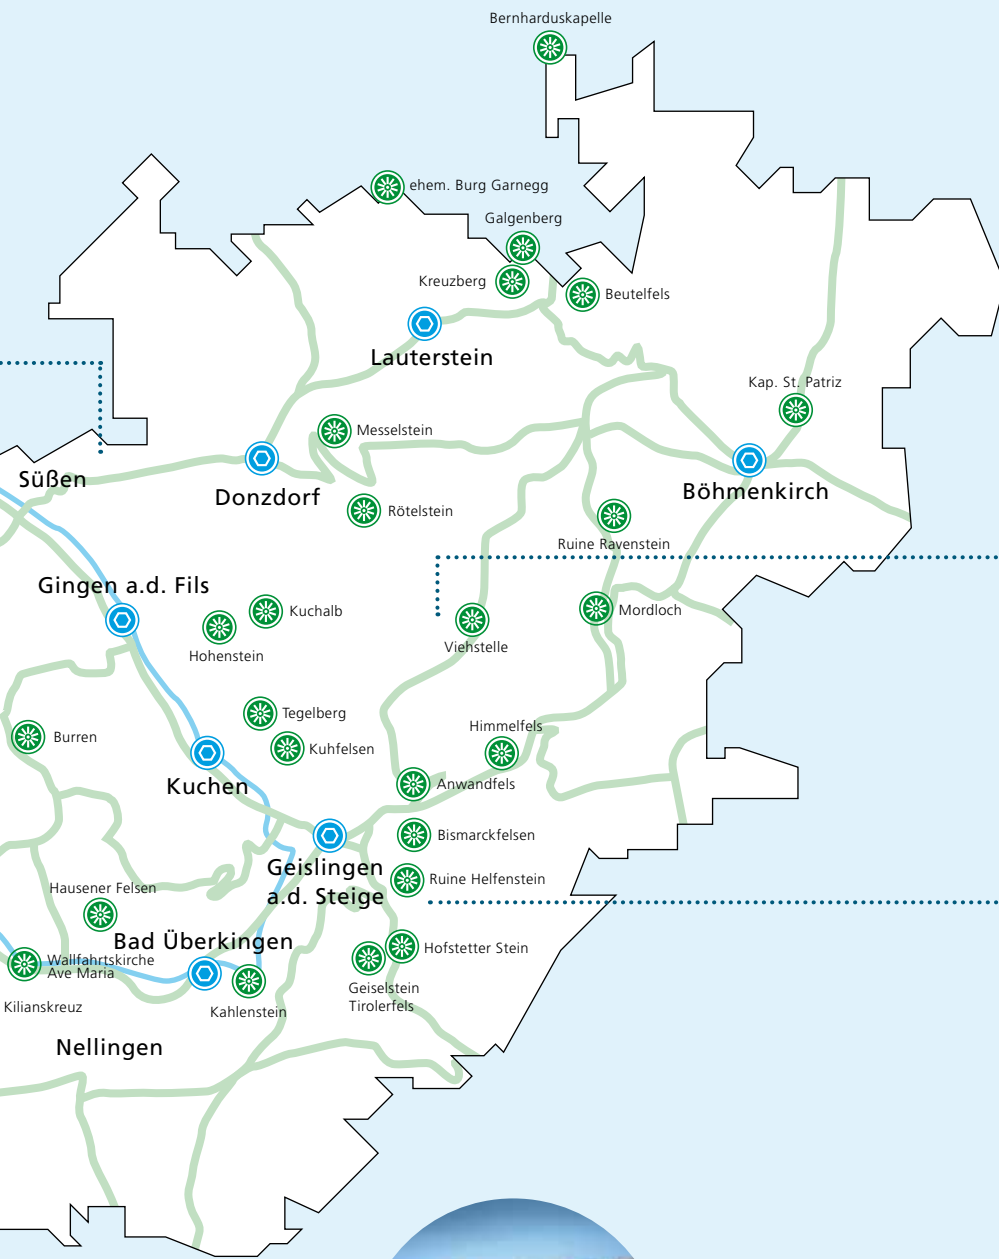 Bernharduskapelle
ehem. Burg Garnegg
Galgenberg
Kreuzberg
Beutelfels
Lauterstein
Kap. St. Patriz
Messelstein
Süßen
Donzdorf
Böhmenkirch
Rötelstein
Ruine Ravenstein
Gingen a.d. Fils
Kuchalb
Mordloch
Hohenstein
Viehstelle
Tegelberg
Himmelfels
Burren
Kuhfelsen
Kuchen
Anwandfels
Bismarckfelsen
Geislingen
a.d. Steige
Ruine Helfenstein
Hausener Felsen
Bad Überkingen
Hofstetter Stein
Wallfahrtskirche
Ave Maria
Geiselstein
Tirolerfels
Kilianskreuz
Kahlenstein
Nellingen